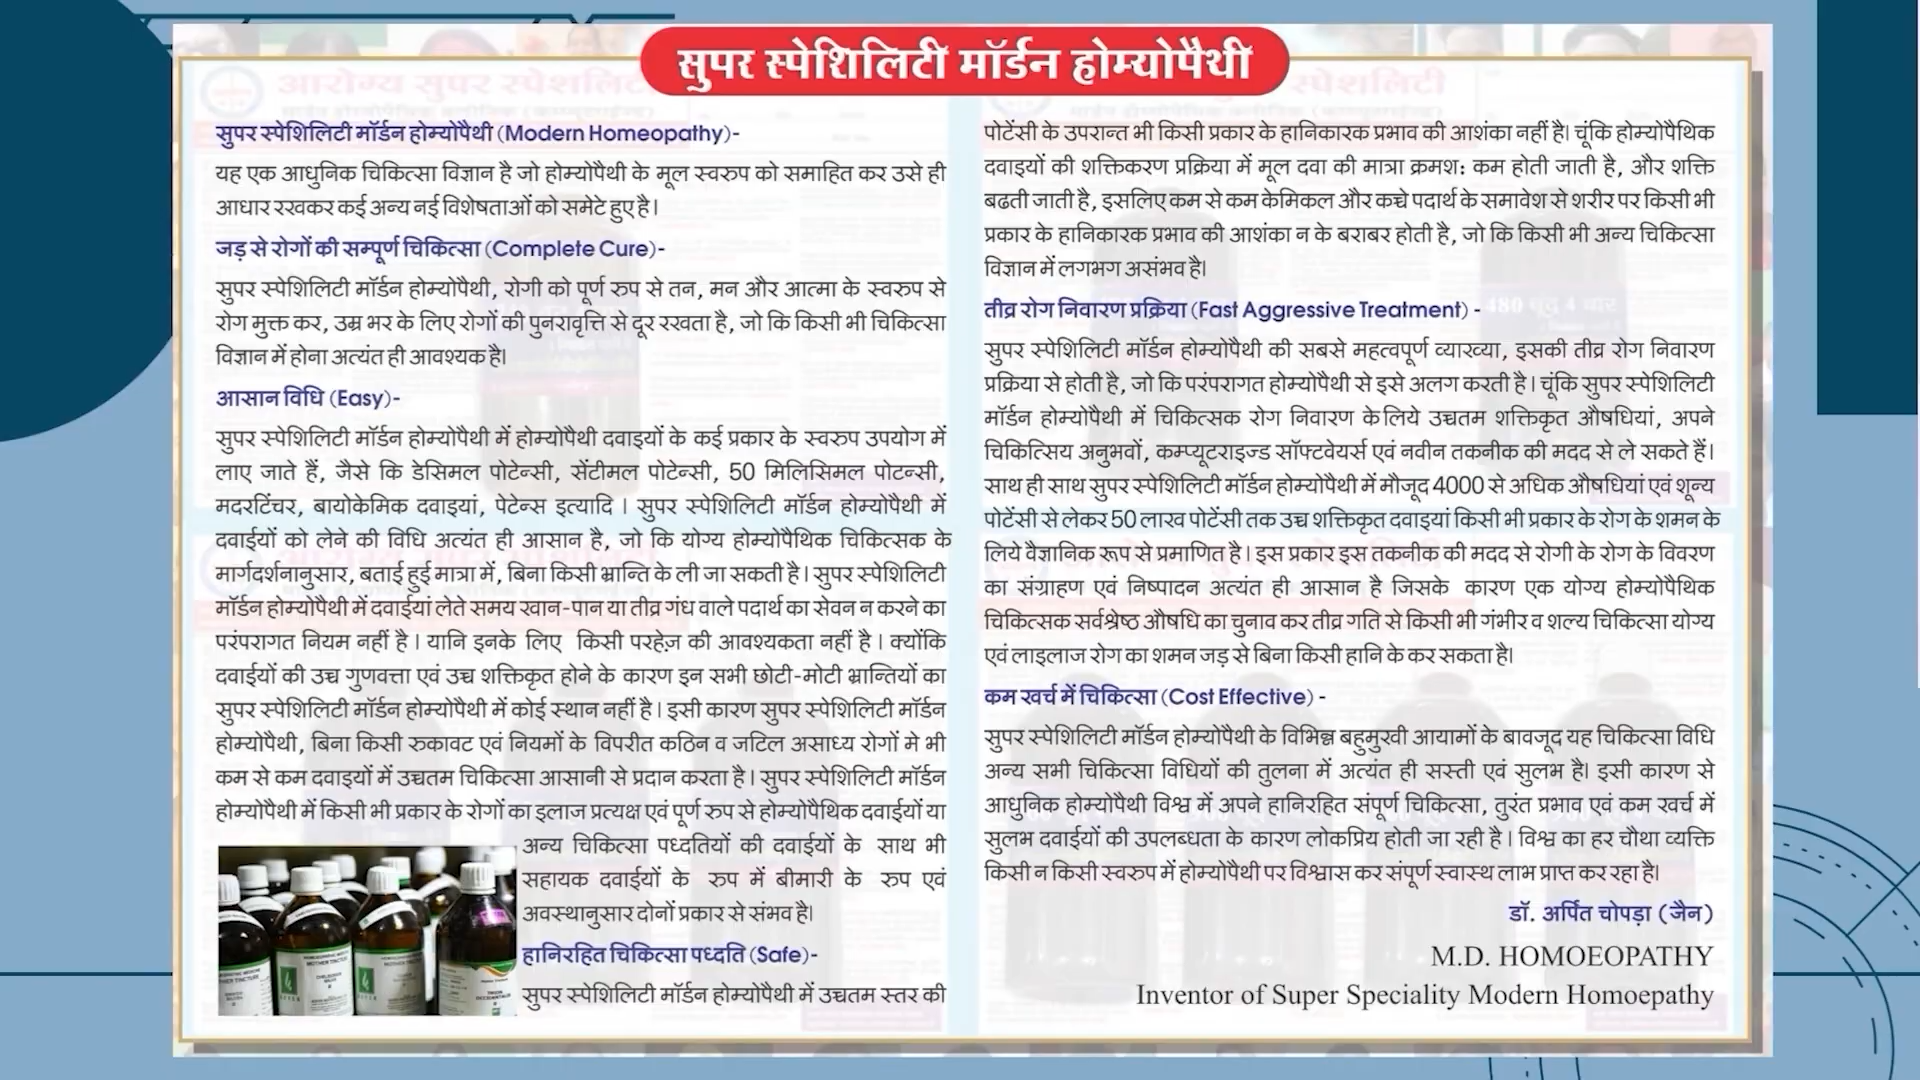 सुपर स्पेशिलिटी मॉर्डन होम्योपैथी
सुपर स्पेशिलिटी मॉर्डन होम्योपैथी (Modern Homeopathy)-
यह एक आधुनिक चिकित्सा विज्ञान है जो होम्योपैथी के मूल स्वरुप को समाहित कर उसे ही
आधार रखकर कई अन्य नई विशेषताओं को समेटे हुए है।
जड़ से रोगों की सम्पूर्ण चिकित्सा (Complete Cure)-
सुपर स्पेशिलिटी मॉर्डन होम्योपैथी, रोगी को पूर्ण रुप से तन, मन और आत्मा के स्वरुप से
रोग मुक्त कर, उम्र भर के लिए रोगों की पुनरावृत्ति से दूर रखता है, जो कि किसी भी चिकित्सा
विज्ञान में होना अत्यंत ही आवश्यक है।
आसान विधि (Easy)-
सुपर स्पेशिलिटी मॉर्डन होम्योपैथी में होम्योपैथी दवाइयों के कई प्रकार के स्वरुप उपयोग में
लाए जाते हैं, जैसे कि डेसिमल पोटेन्सी, सेंटीमल पोटेन्सी, 50 मिलिसिमल पोटन्सी,
मदरटिंचर, बायोकेमिक दवाइयां, पेटेन्स इत्यादि । सुपर स्पेशिलिटी मॉर्डन होम्योपैथी में
दवाईयों को लेने की विधि अत्यंत ही आसान है, जो कि योग्य होम्योपैथिक चिकित्सक के
मार्गदर्शनानुसार, बताई हुई मात्रा में, बिना किसी भ्रान्ति के ली जा सकती है । सुपर स्पेशिलिटी
मॉर्डन होम्योपैथी में दवाईयां लेते समय खान-पान या तीव्र गंध वाले पदार्थ का सेवन न करने का
परंपरागत नियम नहीं है । यानि इनके लिए किसी परहेज़ की आवश्यकता नहीं है । क्योंकि
दवाईयों की उच्च गुणवत्ता एवं उच्च शक्तिकृत होने के कारण इन सभी छोटी-मोटी भ्रान्तियों का
सुपर स्पेशिलिटी मॉर्डन होम्योपैथी में कोई स्थान नहीं है । इसी कारण सुपर स्पेशिलिटी मॉर्डन
होम्योपैथी, बिना किसी रुकावट एवं नियमों के विपरीत कठिन व जटिल असाध्य रोगों मे भी
कम से कम दवाइयों में उच्चतम चिकित्सा आसानी से प्रदान करता है । सुपर स्पेशिलिटी मॉर्डन
होम्योपैथी में किसी भी प्रकार के रोगों का इलाज प्रत्यक्ष एवं पूर्ण रुप से होम्योपैथिक दवाईयों या
अन्य चिकित्सा पध्दतियों की दवाईयों के साथ भी
सहायक दवाईयों के रुप में बीमारी के रुप एवं
अवस्थानुसार दोनों प्रकार से संभव है।
हानिरहित चिकित्सा पध्दति (Safe)-
सुपर स्पेशिलिटी मॉर्डन होम्योपैथी में उच्चतम स्तर की
पोटेंसी के उपरान्त भी किसी प्रकार के हानिकारक प्रभाव की आशंका नहीं है। चूंकि होम्योपैथिक
दवाइयों की शक्तिकरण प्रक्रिया में मूल दवा की मात्रा क्रमश: कम होती जाती है, और शक्ति
बढती जाती है, इसलिए कम से कम केमिकल और कच्चे पदार्थ के समावेश से शरीर पर किसी भी
प्रकार के हानिकारक प्रभाव की आशंका न के बराबर होती है, जो कि किसी भी अन्य चिकित्सा
विज्ञान में लगभग असंभव है।
तीव्र रोग निवारण प्रक्रिया (Fast Aggressive Treatment) -
सुपर स्पेशिलिटी मॉर्डन होम्योपैथी की सबसे महत्वपूर्ण व्याख्या, इसकी तीव्र रोग निवारण
प्रक्रिया से होती है, जो कि परंपरागत होम्योपैथी से इसे अलग करती है । चूंकि सुपर स्पेशिलिटी
मॉर्डन होम्योपैथी में चिकित्सक रोग निवारण के लिये उच्चतम शक्तिकृत औषधियां, अपने
चिकित्सिय अनुभवों, कम्प्यूटराइज्ड सॉफ्टवेयर्स एवं नवीन तकनीक की मदद से ले सकते हैं।
साथ ही साथ सुपर स्पेशिलिटी मॉर्डन होम्योपैथी में मौजूद 4000 से अधिक औषधियां एवं शून्य
पोटेंसी से लेकर 50 लाख पोटेंसी तक उच्च शक्तिकृत दवाइयां किसी भी प्रकार के रोग के शमन के
लिये वैज्ञानिक रूप से प्रमाणित है । इस प्रकार इस तकनीक की मदद से रोगी के रोग के विवरण
का संग्राहण एवं निष्पादन अत्यंत ही आसान है जिसके कारण एक योग्य होम्योपैथिक
चिकित्सक सर्वश्रेष्ठ औषधि का चुनाव कर तीव्र गति से किसी भी गंभीर व शल्य चिकित्सा योग्य
एवं लाइलाज रोग का शमन जड़ से बिना किसी हानि के कर सकता है।
कम खर्च में चिकित्सा (Cost Effective) -
सुपर स्पेशिलिटी मॉर्डन होम्योपैथी के विभिन्न बहुमुखी आयामों के बावजूद यह चिकित्सा विधि
अन्य सभी चिकित्सा विधियों की तुलना में अत्यंत ही सस्ती एवं सुलभ है। इसी कारण से
आधुनिक होम्योपैथी विश्व में अपने हानिरहित संपूर्ण चिकित्सा, तुरंत प्रभाव एवं कम खर्च में
सुलभ दवाईयों की उपलब्धता के कारण लोकप्रिय होती जा रही है । विश्व का हर चौथा व्यक्ति
किसी न किसी स्वरुप में होम्योपैथी पर विश्वास कर संपूर्ण स्वास्थ लाभ प्राप्त कर रहा है।
डॉ. अर्पित चोपड़ा (जैन)
M.D. HOMOEOPATHY
Inventor of Super Speciality Modern Homoepathy